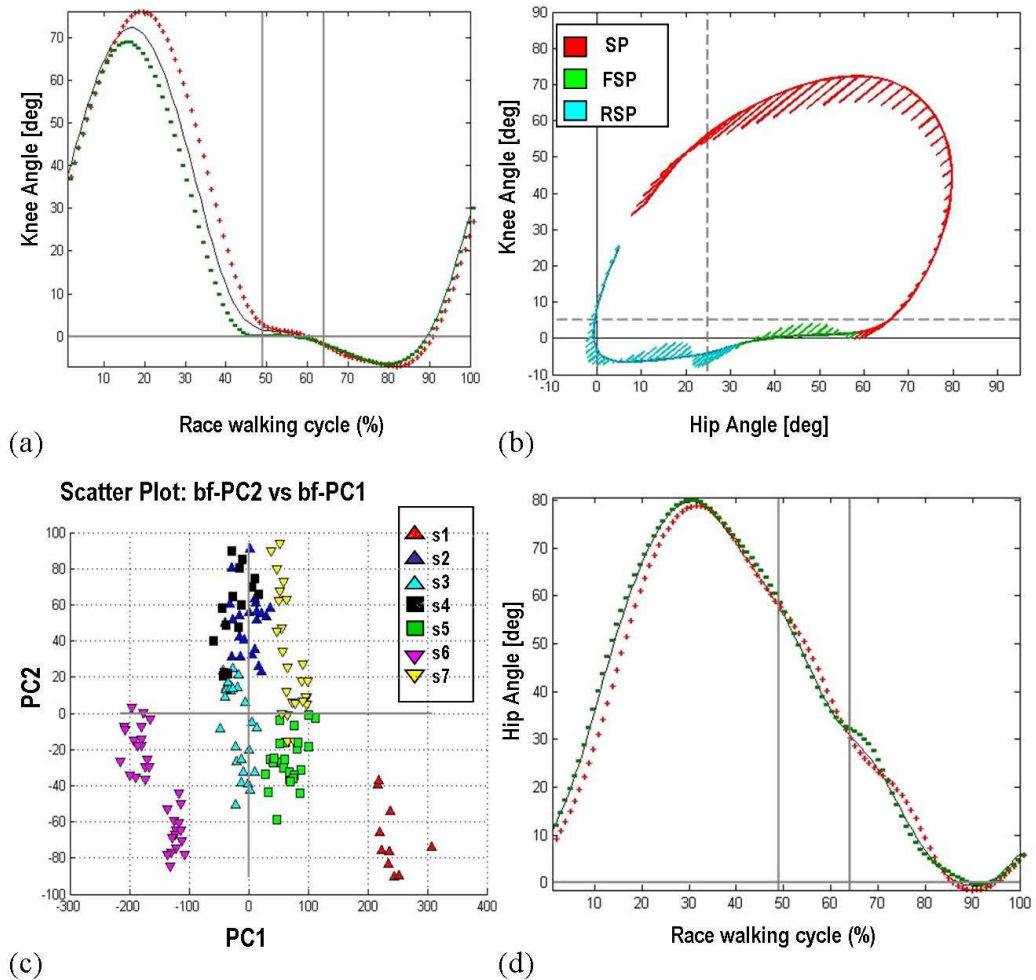 70
60
50
40
30
20
10
0
Knee Angle [deg]
10 20 30 40 50 60 70 80 90 100
Race walking cycle (%)
(a)
90
80
70
60
50
40
30
20
10
0
-10
Knee Angle [deg]
SP
FSP
RSP
-10 0 10 20 30 40 50 60 70 80 90
Hip Angle [deg]
(b)
Scatter Plot: bf-PC2 vs bf-PC1
100
80
60
40
20
0
-20
-40
-60
-80
-100
PC2
s1
s2
s3
s4
s5
s6
s7
-300 -200 -100 0 100 200 300 400
PC1
(c)
80
70
60
50
40
30
20
10
0
Hip Angle [deg]
10 20 30 40 50 60 70 80 90 100
Race walking cycle (%)
(d)